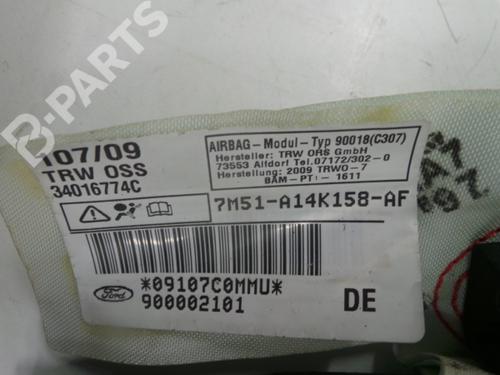 B-PARTS
107/09
TRW OSS
34016774C
AIRBAG-Modul-Typ 90018(C307)
Hersteller: TRW ORS GmbH
73553 Alfdorf Tel.07172/302-0
Herstellung: 2009 TRWO-7
BAM-PT1-1611
7M51-A14K158-AF
*09107C0MMU*
900002101
Ford
DE